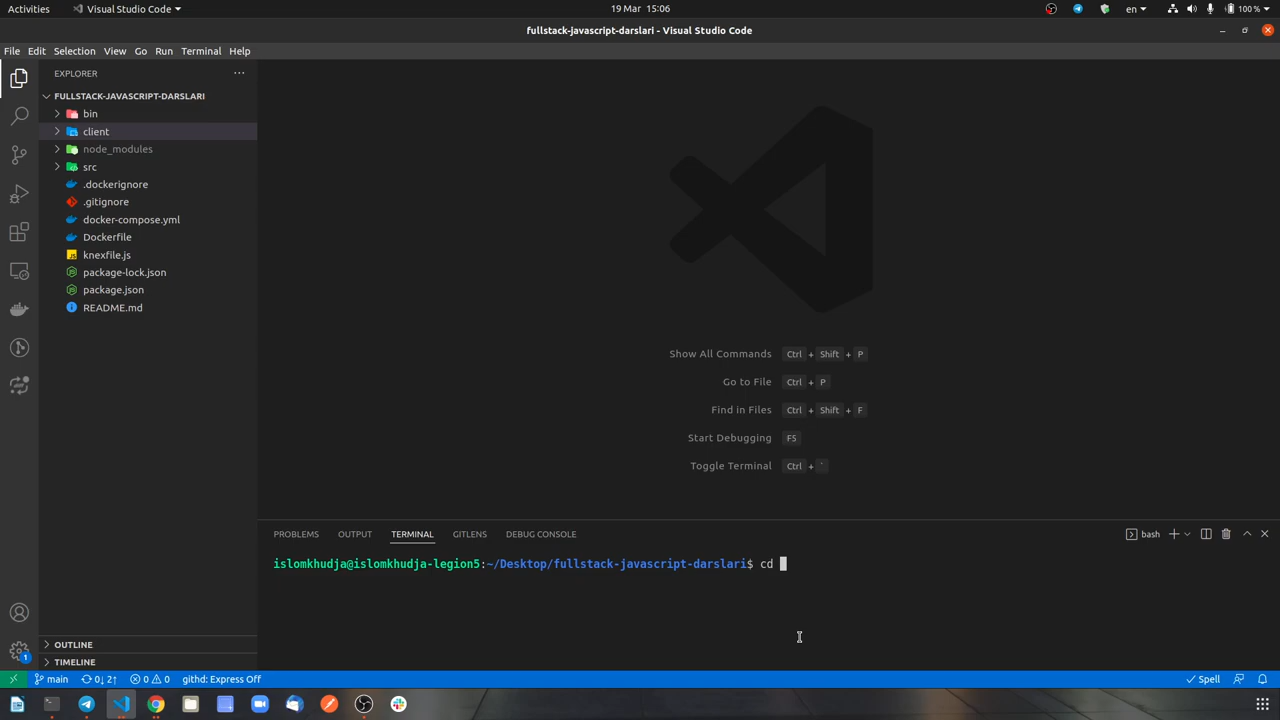 Activities
Visual Studio Code
19 Mar 15:06
en
100 %
fullstack-javascript-darslari - Visual Studio Code
File Edit Selection View Go Run Terminal Help
EXPLORER
FULLSTACK-JAVASCRIPT-DARSLARI
bin
client
node_modules
src
.dockerignore
.gitignore
docker-compose.yml
Dockerfile
knexfile.js
package-lock.json
package.json
README.md
Show All Commands Ctrl + Shift + P
Go to File Ctrl + P
Find in Files Ctrl + Shift + F
Start Debugging F5
Toggle Terminal Ctrl + `
PROBLEMS OUTPUT TERMINAL GITLENS DEBUG CONSOLE
bash
islomkhudja@islomkhudja-legion5:~/Desktop/fullstack-javascript-darslari$ cd
OUTLINE
TIMELINE
1
main 0↓ 2↑ 0 0 githd: Express Off
Spell